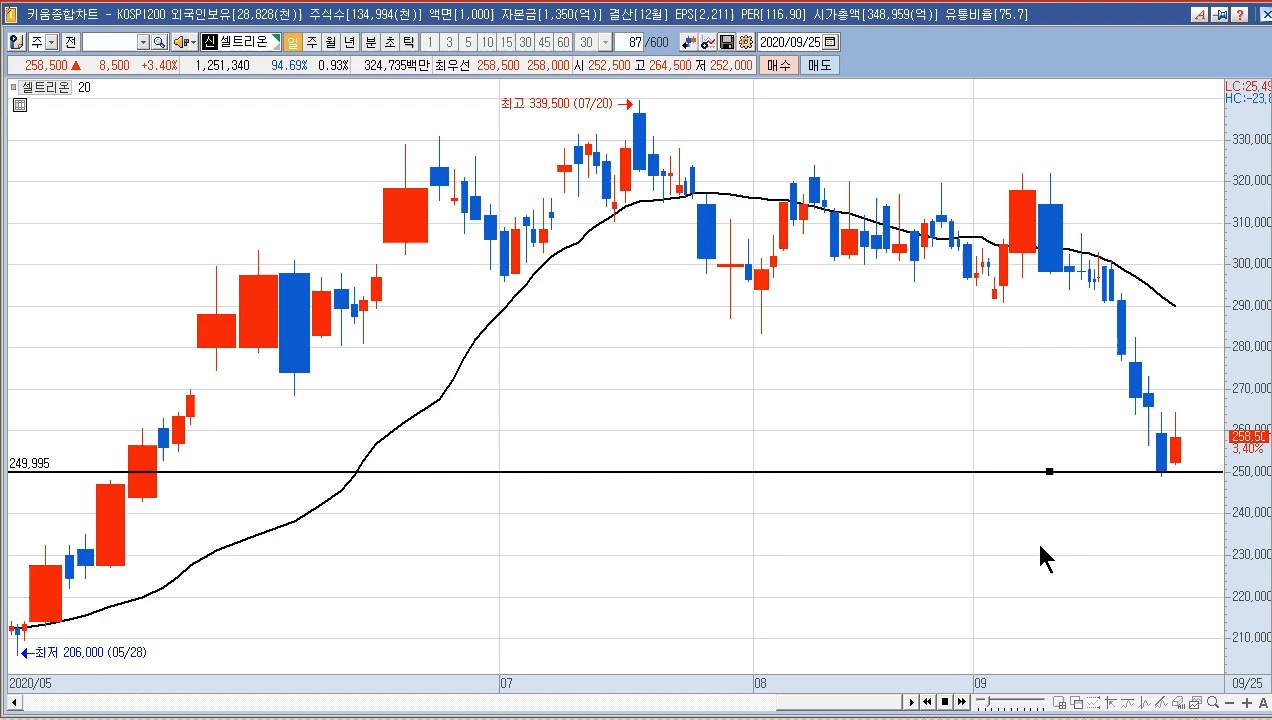 키움종합차트 - KOSPI200 외국인보유[28,828(천)] 주식수[134,994(천)] 액면[1,000] 자본금[1,350(억)] 결산[12월] EPS[2,211] PER[116.90] 시가총액[348,959(억)] 유통비율[75.7]
주 전 신 셀트리온 일 주 월 년 분 초 틱 1 3 5 10 15 30 45 60 30 87 /600 2020/09/25
258,500 ▲ 8,500 +3.40% 1,251,340 94.69% 0.93% 324,735백만 최우선 258,500 258,000 시 252,500 고 264,500 저 252,000 매수 매도
셀트리온 20
최고 339,500 (07/20)
330,000
320,000
310,000
300,000
290,000
280,000
270,000
260,000
258,50
3,40%
249,995
250,000
240,000
230,000
220,000
210,000
최저 206,000 (05/28)
2020/05 07 08 09 09/25